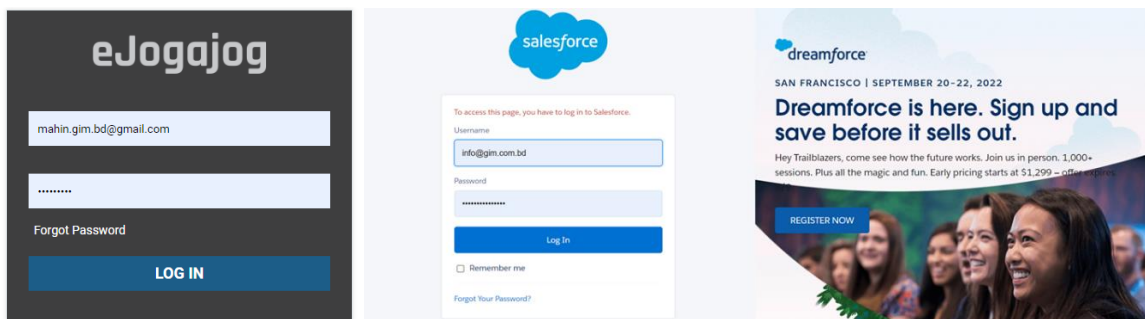 eJogajog
mahin.gim.bd@gmail.com
Forgot Password
LOG IN
salesforce
To access this page, you have to log in to Salesforce.
Username
info@gim.com.bd
Password
Log In
Remember me
Forgot Your Password?
dreamforce
SAN FRANCISCO | SEPTEMBER 20-22, 2022
Dreamforce is here. Sign up and
save before it sells out.
Hey Trailblazers, come see how the future works. Join us in person. 1,000+
sessions. Plus all the magic and fun. Early pricing starts at $1,299 – offer expires
REGISTER NOW